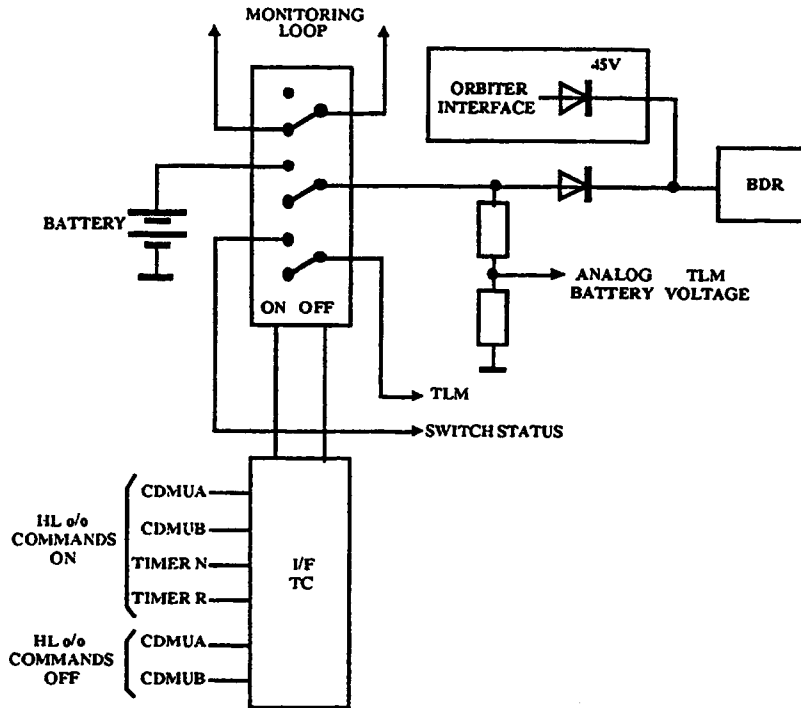 MONITORING
LOOP
45V
ORBITER
INTERFACE
BDR
BATTERY
ANALOG TLM
BATTERY VOLTAGE
ON OFF
TLM
SWITCH STATUS
HL o/o
COMMANDS
ON
CDMUA
CDMUB
TIMER N
TIMER R
I/F
TC
HL o/o
COMMANDS
OFF
CDMUA
CDMUB